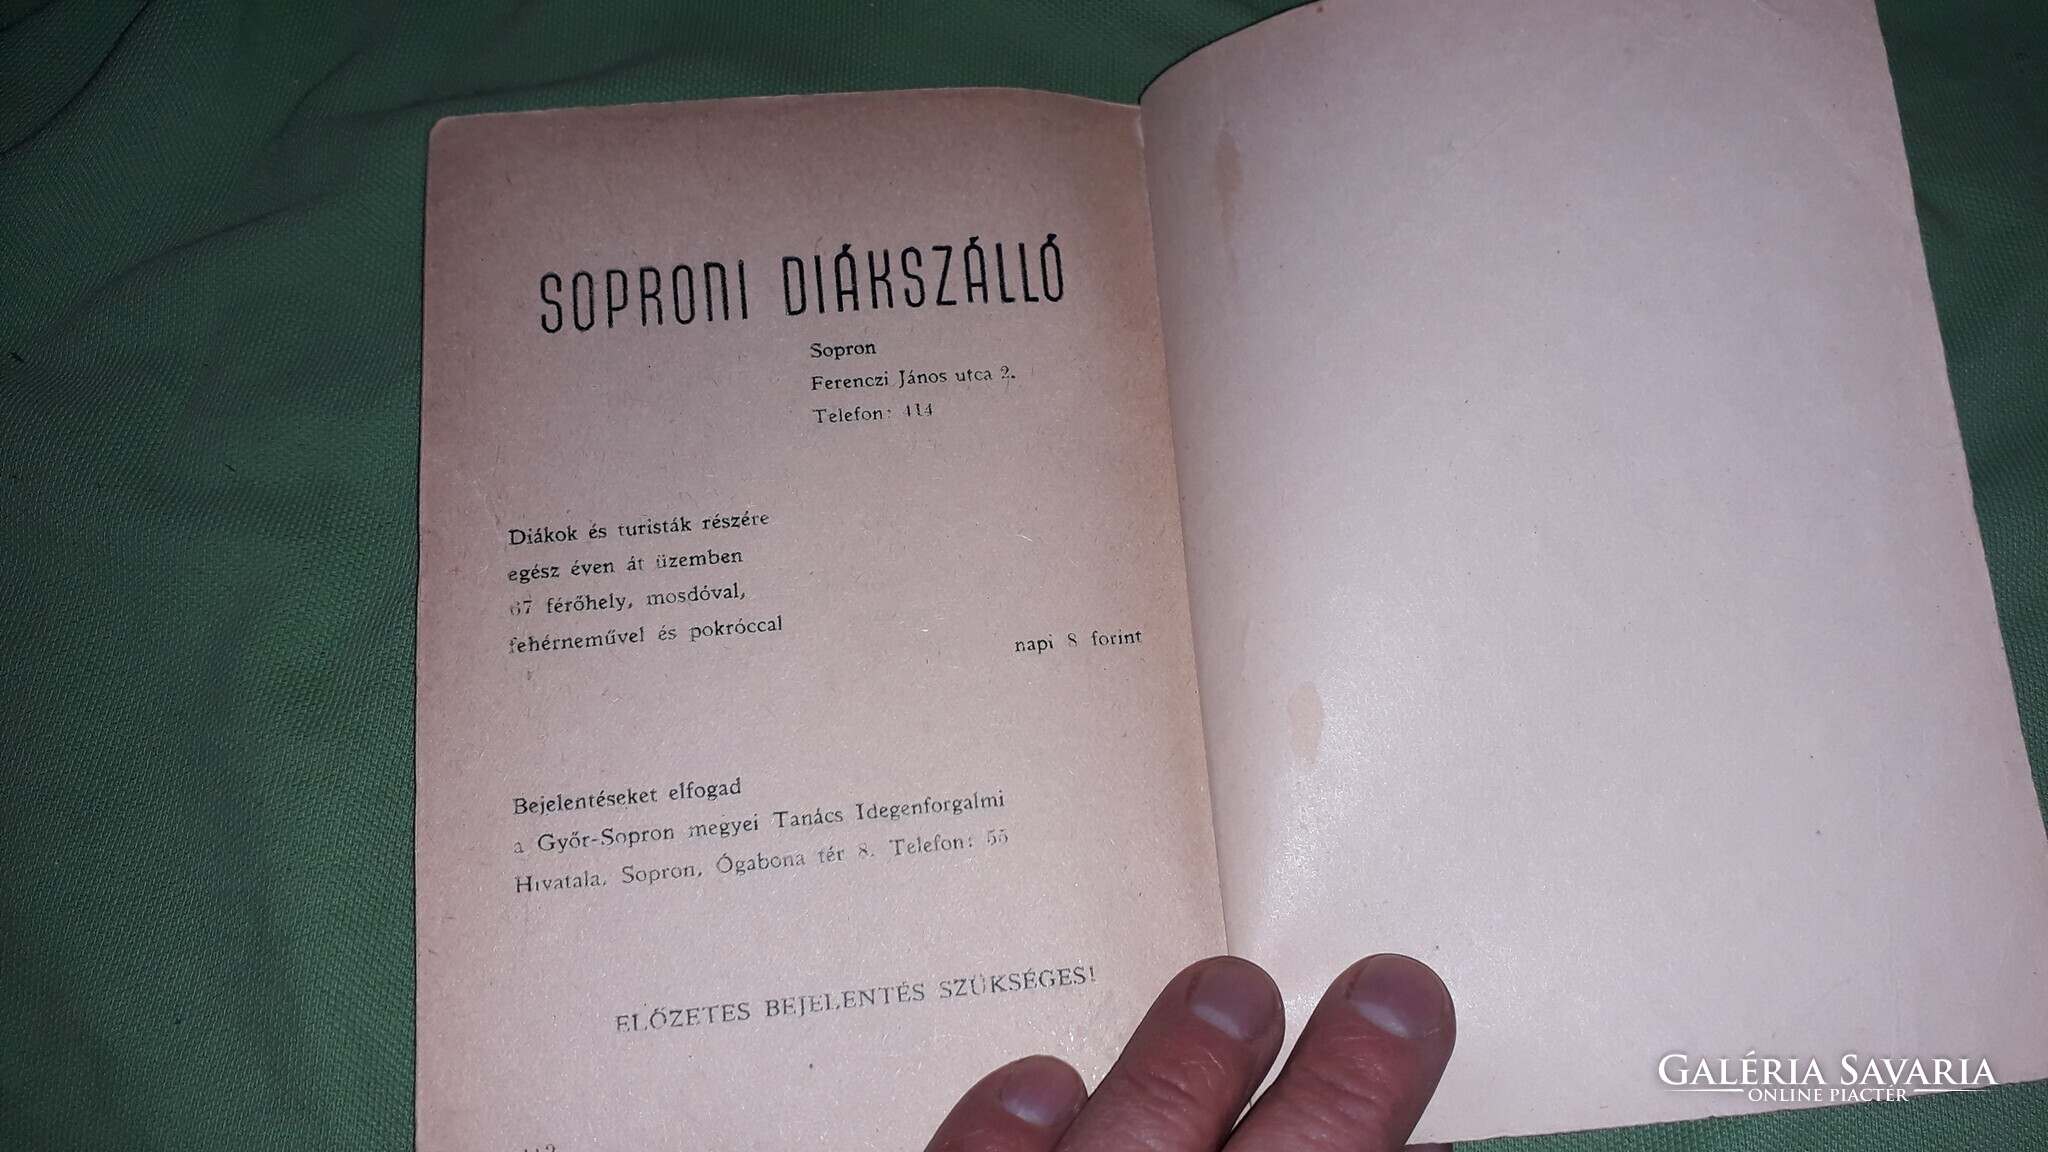 SOPRONI DIÁKSZÁLLÓ
Sopron
Ferenczi János utca 2.
Telefon: 414
Diákok és turisták részére
egész éven át üzemben
67 férőhely, mosdóval,
fehérneművel és pokróccal
napi 8 forint
Bejelentéseket elfogad
a Győr-Sopron megyei Tanács Idegenforgalmi
Hivatala, Sopron, Ógabona tér 8. Telefon: 55
ELŐZETES BEJELENTÉS SZÜKSÉGES!
GALÉRIA SAVARIA
ONLINE PIACTÉR